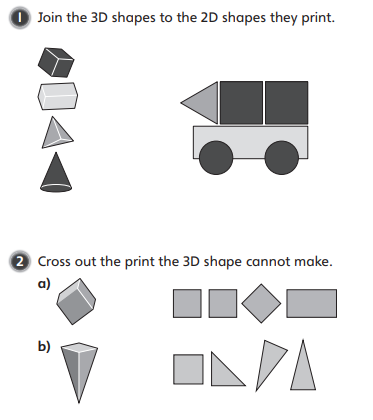 1 Join the 3D shapes to the 2D shapes they print.
2 Cross out the print the 3D shape cannot make.
a)
b)